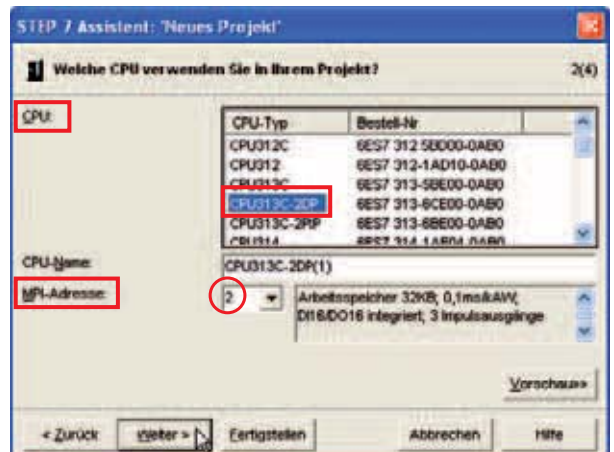 STEP 7 Assistent: "Neues Projekt"
Welche CPU verwenden Sie in Ihrem Projekt? 2(4)
CPU: CPU-Typ Bestell-Nr
CPU312C 6ES7 312-5BD00-0AB0
CPU312 6ES7 312-1AD10-0AB0
CPU313C 6ES7 313-5BE00-0AB0
CPU313C-2DP 6ES7 313-6CE00-0AB0
CPU313C-2PtP 6ES7 313-6BE00-0AB0
CPU314
CPU-Name: CPU313C-2DP(1)
MPI-Adresse: 2 Arbeitsspeicher 32KB; 0,1ms/kAW;
DI16/DO16 integriert; 3 Impulsausgänge
Vorschau>>
< Zurück Weiter > Fertigstellen Abbrechen Hilfe